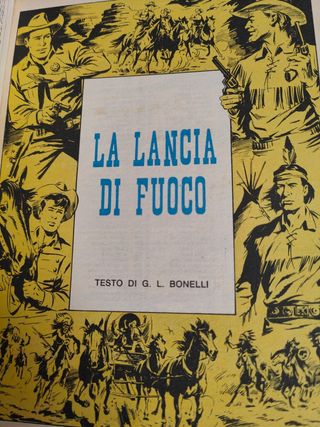 LA LANCIA
DI FUOCO
TESTO DI G. L. BONELLI